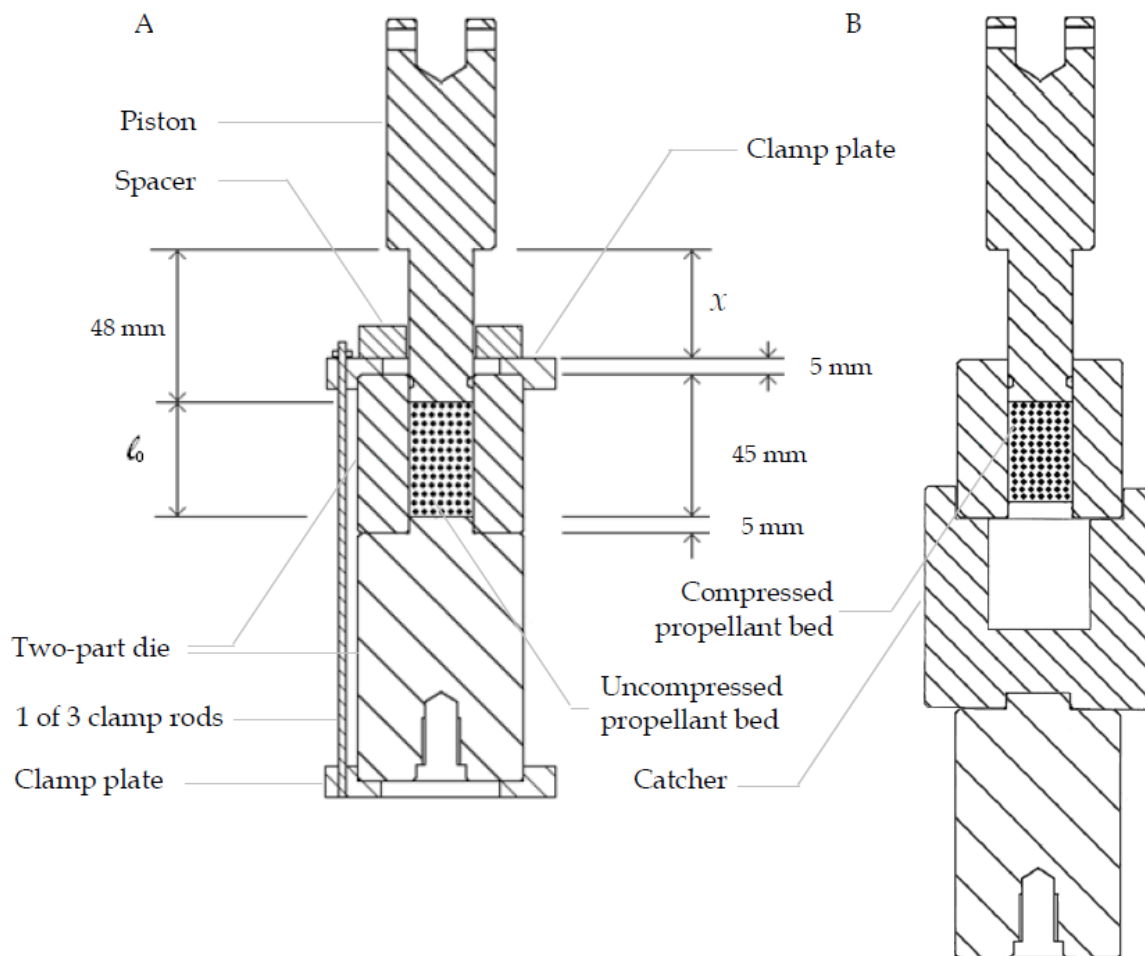 A
B
Piston
Clamp plate
Spacer
x
48 mm
5 mm
ℓ₀
45 mm
5 mm
Compressed
propellant bed
Two-part die
Uncompressed
propellant bed
1 of 3 clamp rods
Clamp plate
Catcher